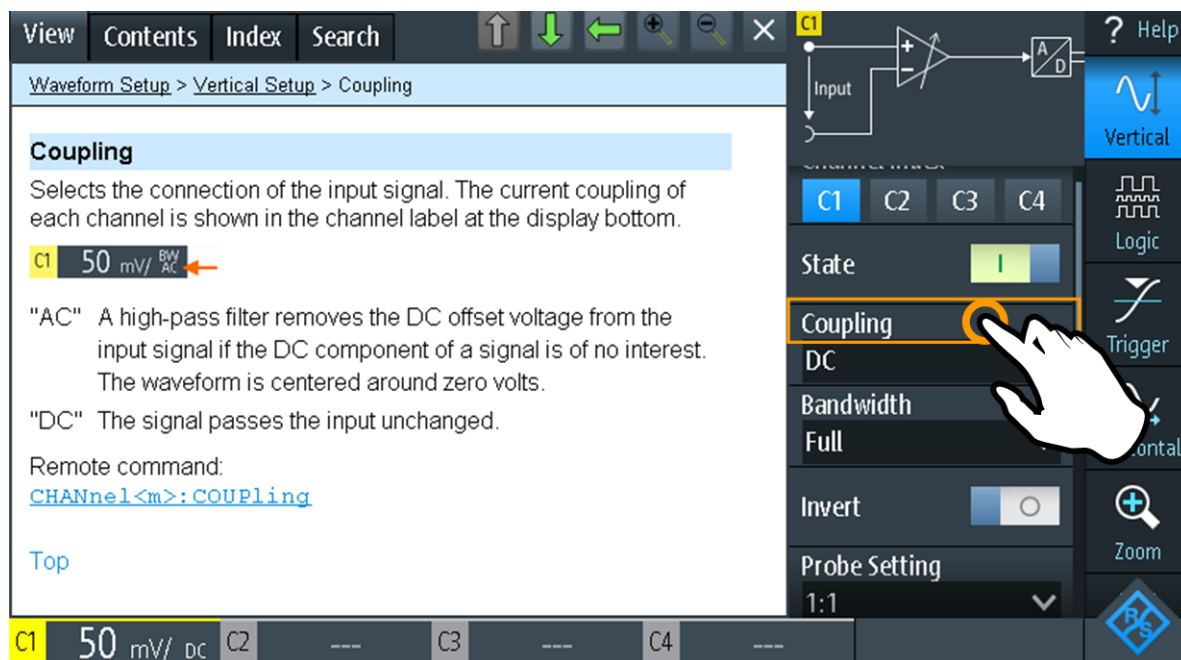 View Contents Index Search
Waveform Setup > Vertical Setup > Coupling
Coupling
Selects the connection of the input signal. The current coupling of
each channel is shown in the channel label at the display bottom.
C1 50 mV/ BW AC
"AC" A high-pass filter removes the DC offset voltage from the
input signal if the DC component of a signal is of no interest.
The waveform is centered around zero volts.
"DC" The signal passes the input unchanged.
Remote command:
CHANnel<m>:COUPling
Top
C1
Input
+
-
A/D
C1 C2 C3 C4
State I
Coupling
DC
Bandwidth
Full
Invert O
Probe Setting
1:1
? Help
Vertical
Logic
Trigger
Zoom
R&S
C1 50 mV/ DC C2 --- C3 --- C4 ---